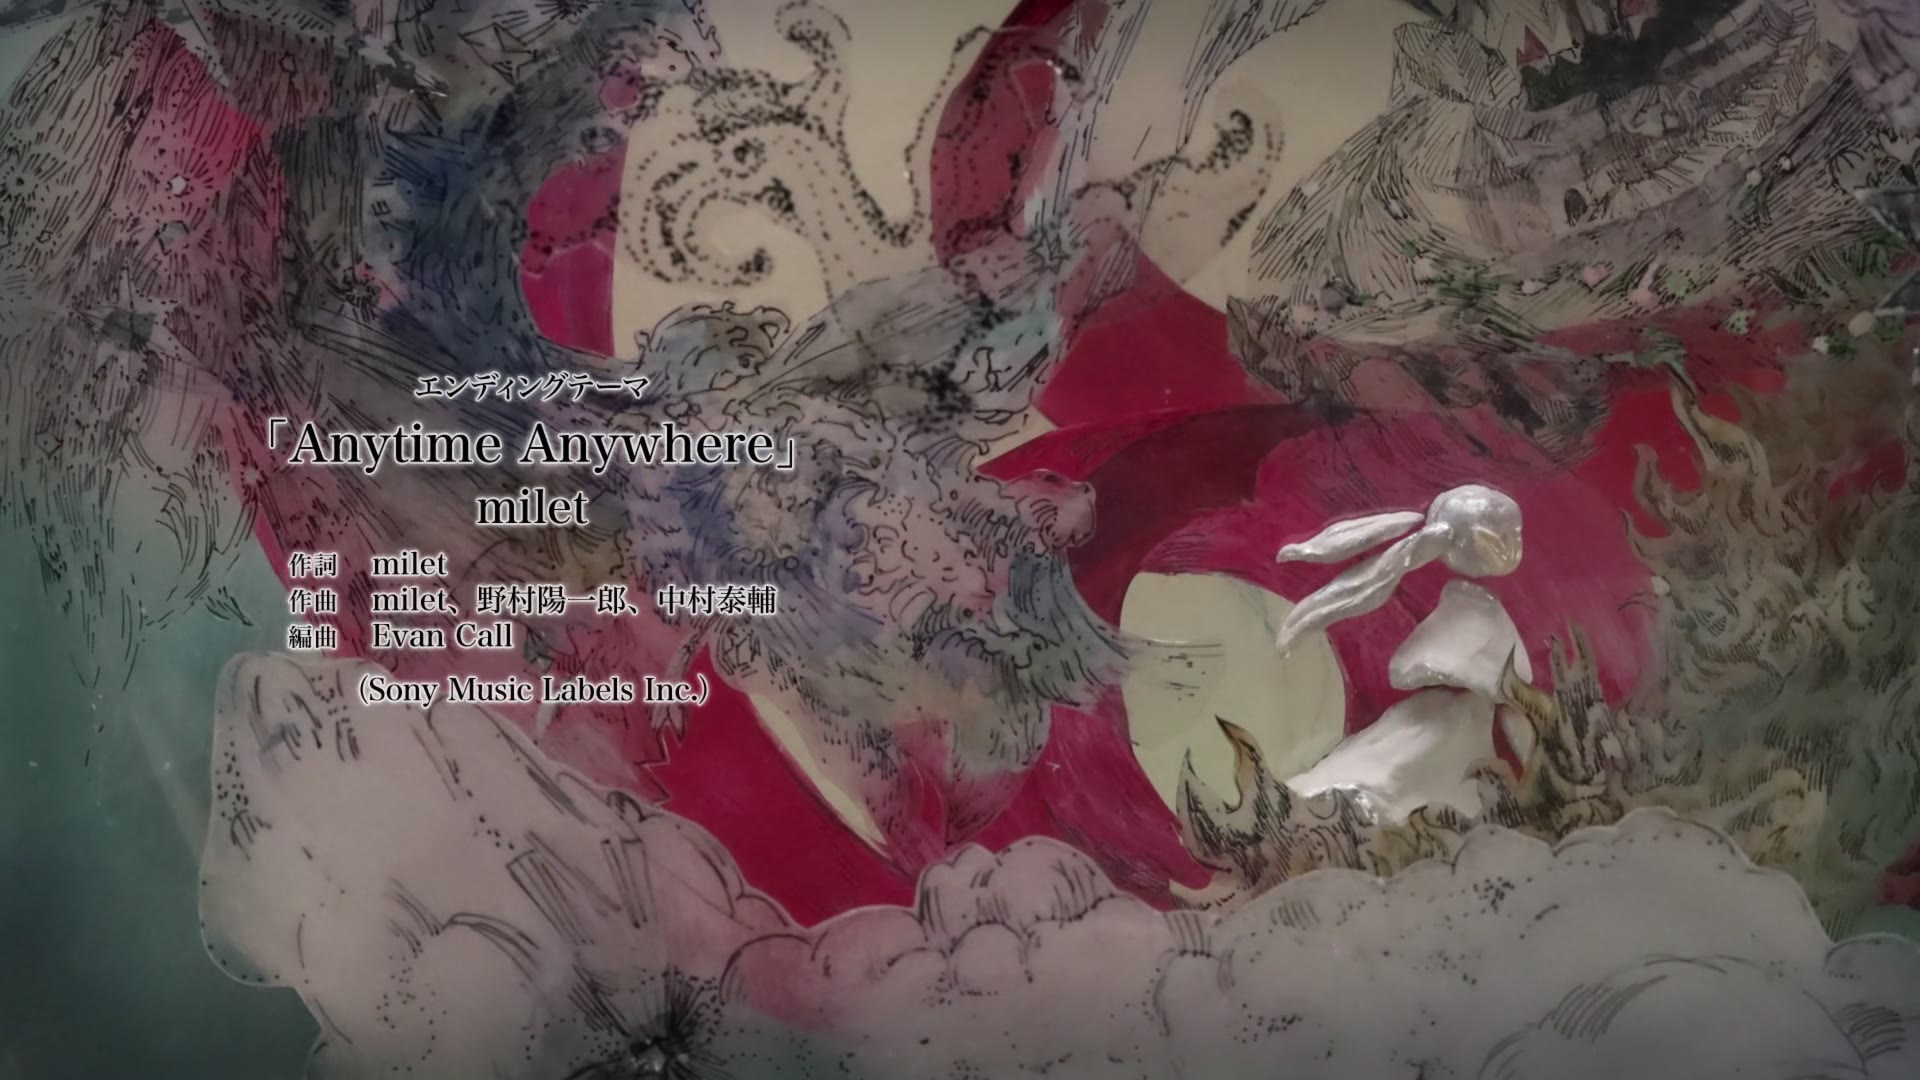 エンディングテーマ
「Anytime Anywhere」
milet
作詞 milet
作曲 milet、野村陽一郎、中村泰輔
編曲 Evan Call
(Sony Music Labels Inc.)